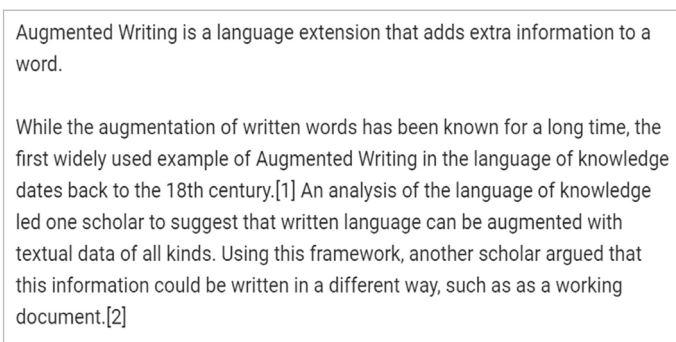 Augmented Writing is a language extension that adds extra information to a
word.
While the augmentation of written words has been known for a long time, the
first widely used example of Augmented Writing in the language of knowledge
dates back to the 18th century.[1] An analysis of the language of knowledge
led one scholar to suggest that written language can be augmented with
textual data of all kinds. Using this framework, another scholar argued that
this information could be written in a different way, such as as a working
document.[2]